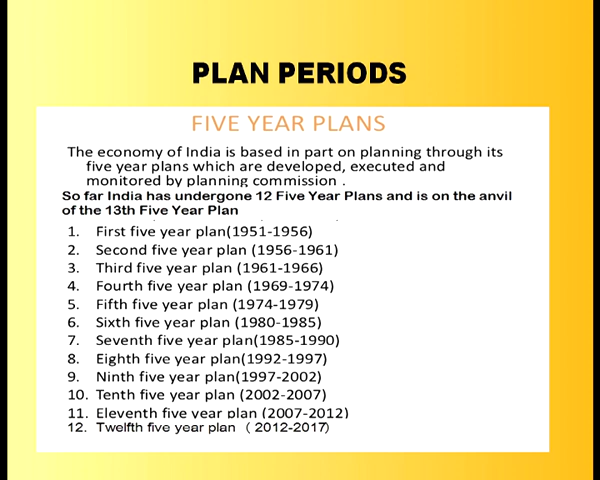 PLAN PERIODS
FIVE YEAR PLANS
The economy of India is based in part on planning through its
five year plans which are developed, executed and
monitored by planning commission .
So far India has undergone 12 Five Year Plans and is on the anvil
of the 13th Five Year Plan
1. First five year plan(1951-1956)
2. Second five year plan (1956-1961)
3. Third five year plan (1961-1966)
4. Fourth five year plan (1969-1974)
5. Fifth five year plan (1974-1979)
6. Sixth five year plan (1980-1985)
7. Seventh five year plan(1985-1990)
8. Eighth five year plan (1992-1997)
9. Ninth five year plan(1997-2002)
10. Tenth five year plan (2002-2007)
11. Eleventh five year plan (2007-2012)
12. Twelfth five year plan ( 2012-2017)